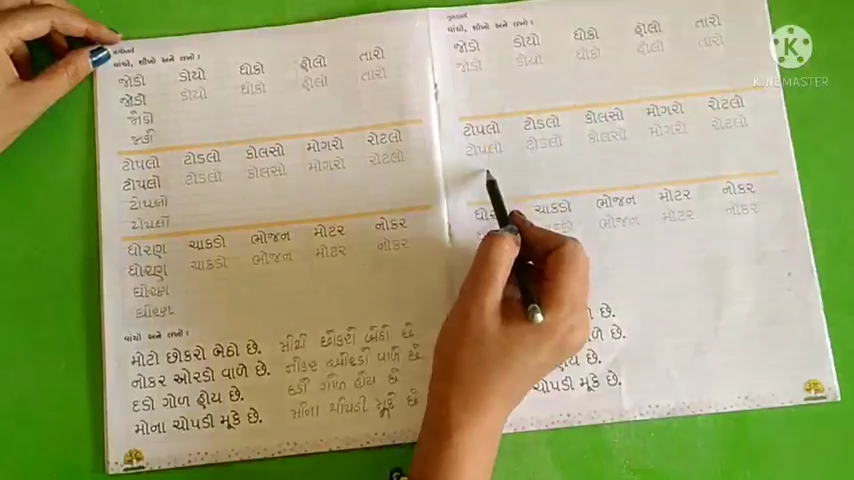 વાંચો, શીખો અને લખો :
જોડો ડોયો ધોકો ફોલો તારો
જોડો ડોયો ધોકો ફોલો તારો
જોડો
જોડો
ટોપલો ટોડલો કોલસો મોગરો રોટલો
ટોપલો ટોડલો કોલસો મોગરો રોટલો
ટોપલો
ટોપલો
ધોરણ ચાકડો ભોજન મોટર નોકર
ધોરણ ચાકડો ભોજન મોટર નોકર
ધોરણ
ધોરણ
વાંચો અને લખો :
મોટો છોકરો બેઠો છે.
નોકર ઓરડો વાળે છે.
દડો ગોળ હોય છે.
મોના ચોપડી મૂકે છે.
વાંચો, શીખો અને લખો :
જોડો ડોયો ધોકો ફોલો તારો
જોડો ડોયો ધોકો ફોલો તારો
ટોપલો ટોડલો કોલસો મોગરો રોટલો
ટોપલો ટોડલો કોલસો મોગરો રોટલો
ચાકડો ભોજન મોટર નોકર
ભોજન મોટર નોકર
છે.
છે.
છે.
ચોપડી મૂકે છે.
KINEMASTER